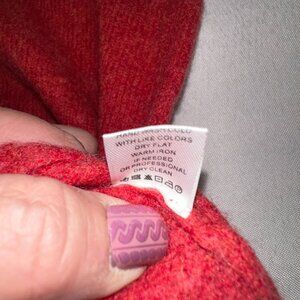 HAND WASH COLD
WITH LIKE COLORS
DRY FLAT
WARM IRON
IF NEEDED
OR PROFESSIONAL
DRY CLEAN